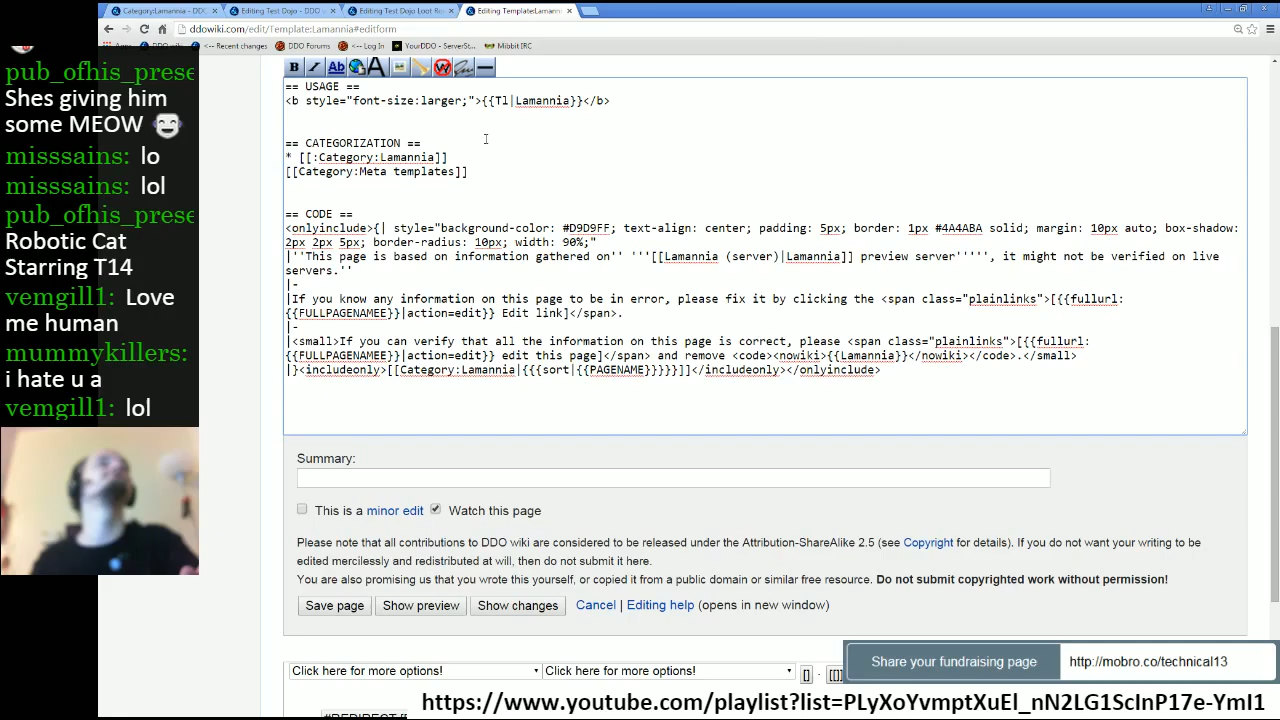 Category:Lamannia - DDO
Editing Test Dojo - DDO w
Editing Test Dojo Loot Ro
Editing Template:Lamann
ddowiki.com/edit/Template:Lamannia#editform
<-- Recent changes
DDO Forums
<-- Log In
YourDDO - ServerSt...
Mibbit IRC
pub_ofhis_prese
Shes giving him
some MEOW
misssains: lo
misssains: lol
pub_ofhis_prese
Robotic Cat
Starring T14
vemgill1: Love
me human
mummykillers:
i hate u a
vemgill1: lol
B I Ab A W
== USAGE ==
<b style="font-size:larger;">{{Tl|Lamannia}}</b>
== CATEGORIZATION ==
* [[:Category:Lamannia]]
[[Category:Meta templates]]
== CODE ==
<onlyinclude>{| style="background-color: #D9D9FF; text-align: center; padding: 5px; border: 1px #4A4ABA solid; margin: 10px auto; box-shadow:
2px 2px 5px; border-radius: 10px; width: 90%;"
|''This page is based on information gathered on'' '''[[Lamannia (server)|Lamannia]] preview server''''', it might not be verified on live
servers.''
|-
|If you know any information on this page to be in error, please fix it by clicking the <span class="plainlinks">[{{fullurl:
{{FULLPAGENAMEE}}|action=edit}} Edit link]</span>.
|-
|<small>If you can verify that all the information on this page is correct, please <span class="plainlinks">[{{fullurl:
{{FULLPAGENAMEE}}|action=edit}} edit this page]</span> and remove <code><nowiki>{{Lamannia}}</nowiki></code>.</small>
|}<includeonly>[[Category:Lamannia|{{{sort|{{PAGENAME}}}}}]]</includeonly></onlyinclude>
Summary:
This is a minor edit Watch this page
Please note that all contributions to DDO wiki are considered to be released under the Attribution-ShareAlike 2.5 (see Copyright for details). If you do not want your writing to be
edited mercilessly and redistributed at will, then do not submit it here.
You are also promising us that you wrote this yourself, or copied it from a public domain or similar free resource. Do not submit copyrighted work without permission!
Save page Show preview Show changes Cancel | Editing help (opens in new window)
Click here for more options! Click here for more options! [] · [[]]
Share your fundraising page http://mobro.co/technical13
#REDIRECT [[
https://www.youtube.com/playlist?list=PLyXoYvmptXuEl_nN2LG1ScInP17e-YmI1